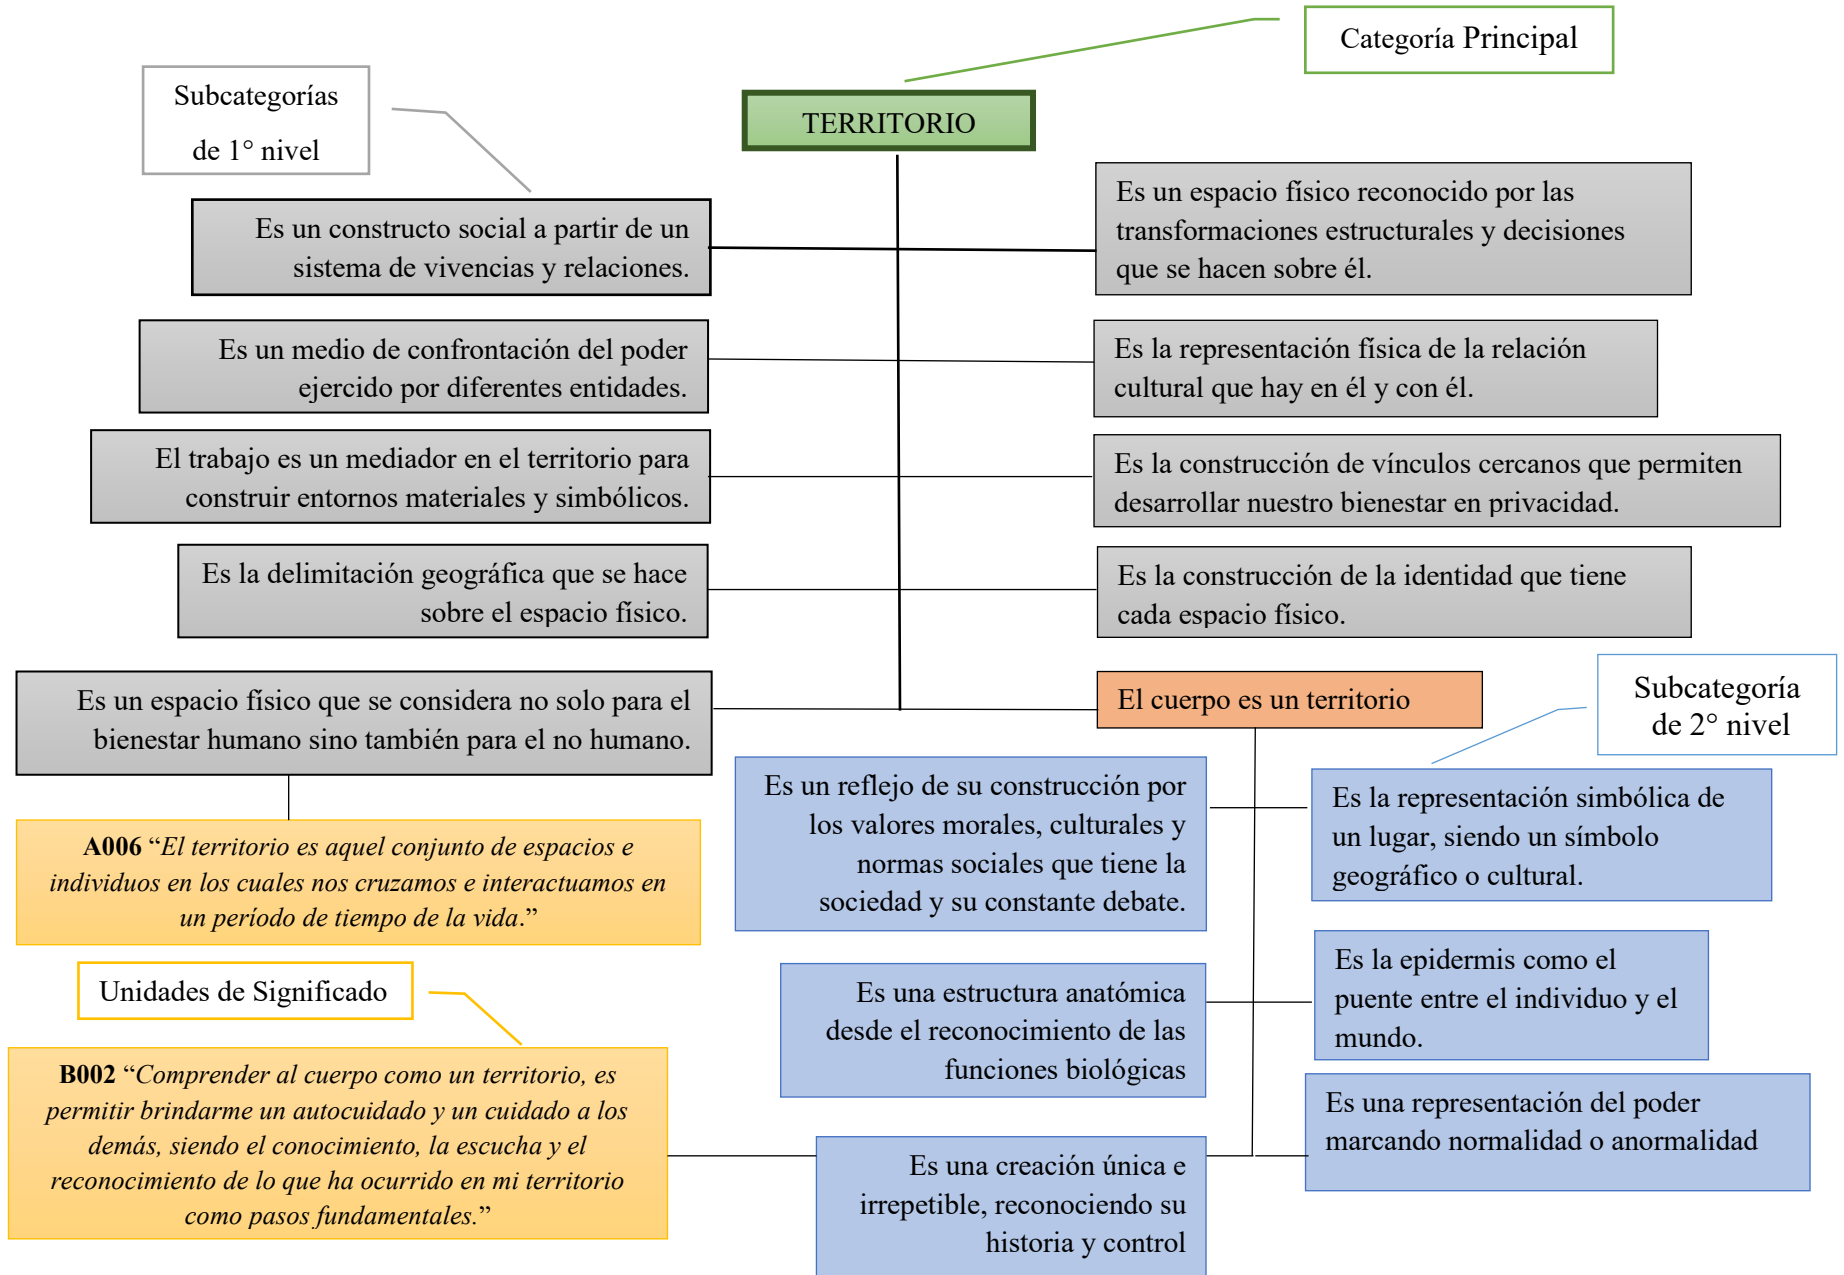 Categoría Principal
Subcategorías
de 1° nivel
TERRITORIO
Es un constructo social a partir de un
sistema de vivencias y relaciones.
Es un espacio físico reconocido por las
transformaciones estructurales y decisiones
que se hacen sobre él.
Es un medio de confrontación del poder
ejercido por diferentes entidades.
Es la representación física de la relación
cultural que hay en él y con él.
El trabajo es un mediador en el territorio para
construir entornos materiales y simbólicos.
Es la construcción de vínculos cercanos que permiten
desarrollar nuestro bienestar en privacidad.
Es la delimitación geográfica que se hace
sobre el espacio físico.
Es la construcción de la identidad que tiene
cada espacio físico.
Es un espacio físico que se considera no solo para el
bienestar humano sino también para el no humano.
El cuerpo es un territorio
Subcategoría
de 2° nivel
Es un reflejo de su construcción por
los valores morales, culturales y
normas sociales que tiene la
sociedad y su constante debate.
Es la representación simbólica de
un lugar, siendo un símbolo
geográfico o cultural.
A006 “El territorio es aquel conjunto de espacios e
individuos en los cuales nos cruzamos e interactuamos en
un período de tiempo de la vida.”
Unidades de Significado
Es una estructura anatómica
desde el reconocimiento de las
funciones biológicas
Es la epidermis como el
puente entre el individuo y el
mundo.
B002 “Comprender al cuerpo como un territorio, es
permitir brindarme un autocuidado y un cuidado a los
demás, siendo el conocimiento, la escucha y el
reconocimiento de lo que ha ocurrido en mi territorio
como pasos fundamentales.”
Es una creación única e
irrepetible, reconociendo su
historia y control
Es una representación del poder
marcando normalidad o anormalidad